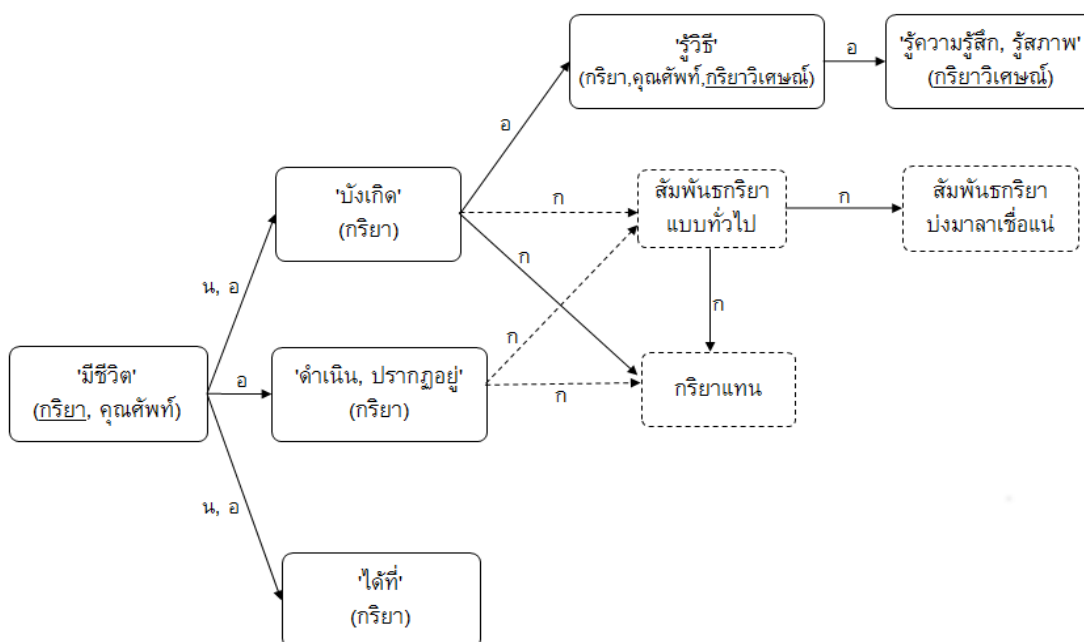 'รู้วิธี'
(กริยา,คุณศัพท์,กริยาวิเศษณ์)
อ
'รู้ความรู้สึก, รู้สภาพ'
(กริยาวิเศษณ์)
อ
'บังเกิด'
(กริยา)
ก
สัมพันธกริยา
แบบทั่วไป
ก
สัมพันธกริยา
บ่งมาลาเชื่อแน่
ก
น, อ
ก
ก
'มีชีวิต'
(กริยา, คุณศัพท์)
อ
'ดำเนิน, ปรากฏอยู่'
(กริยา)
ก
กริยาแทน
น, อ
'ได้ที่'
(กริยา)